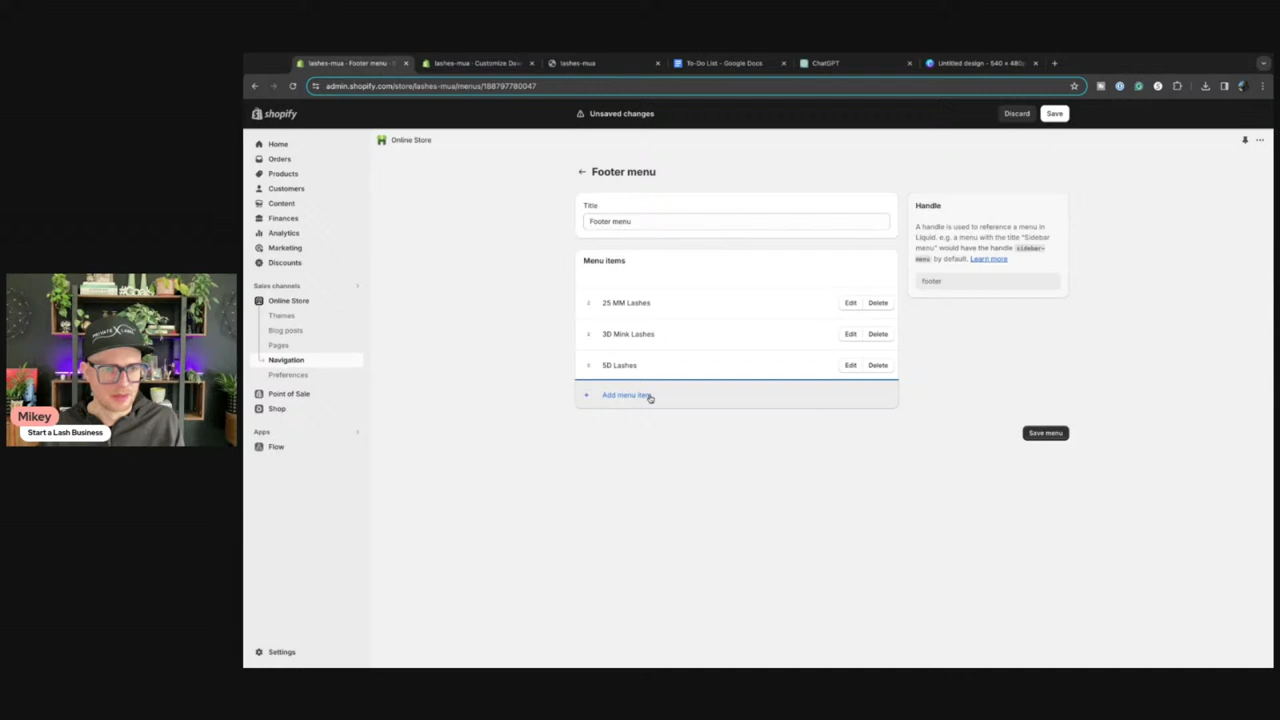 lashes-mua · Footer menu · S
lashes-mua · Customize Da
lashes-mua
To-Do List - Google Docs
ChatGPT
Untitled design - 540 × 480p
admin.shopify.com/store/lashes-mua/menus/188797780047
shopify
Unsaved changes
Discard
Save
Home
Orders
Products
Customers
Content
Finances
Analytics
Marketing
Discounts
Sales channels
Online Store
Themes
Blog posts
Pages
Navigation
Preferences
Point of Sale
Shop
Apps
Flow
Settings
Online Store
Footer menu
Title
Footer menu
Menu items
25 MM Lashes
Edit
Delete
3D Mink Lashes
Edit
Delete
5D Lashes
Edit
Delete
+ Add menu item
Handle
A handle is used to reference a menu in
Liquid. e.g. a menu with the title "Sidebar
menu" would have the handle sidebar-
menu by default. Learn more
footer
Save menu
#Goals
PRIVATE X LABEL
Mikey
Start a Lash Business